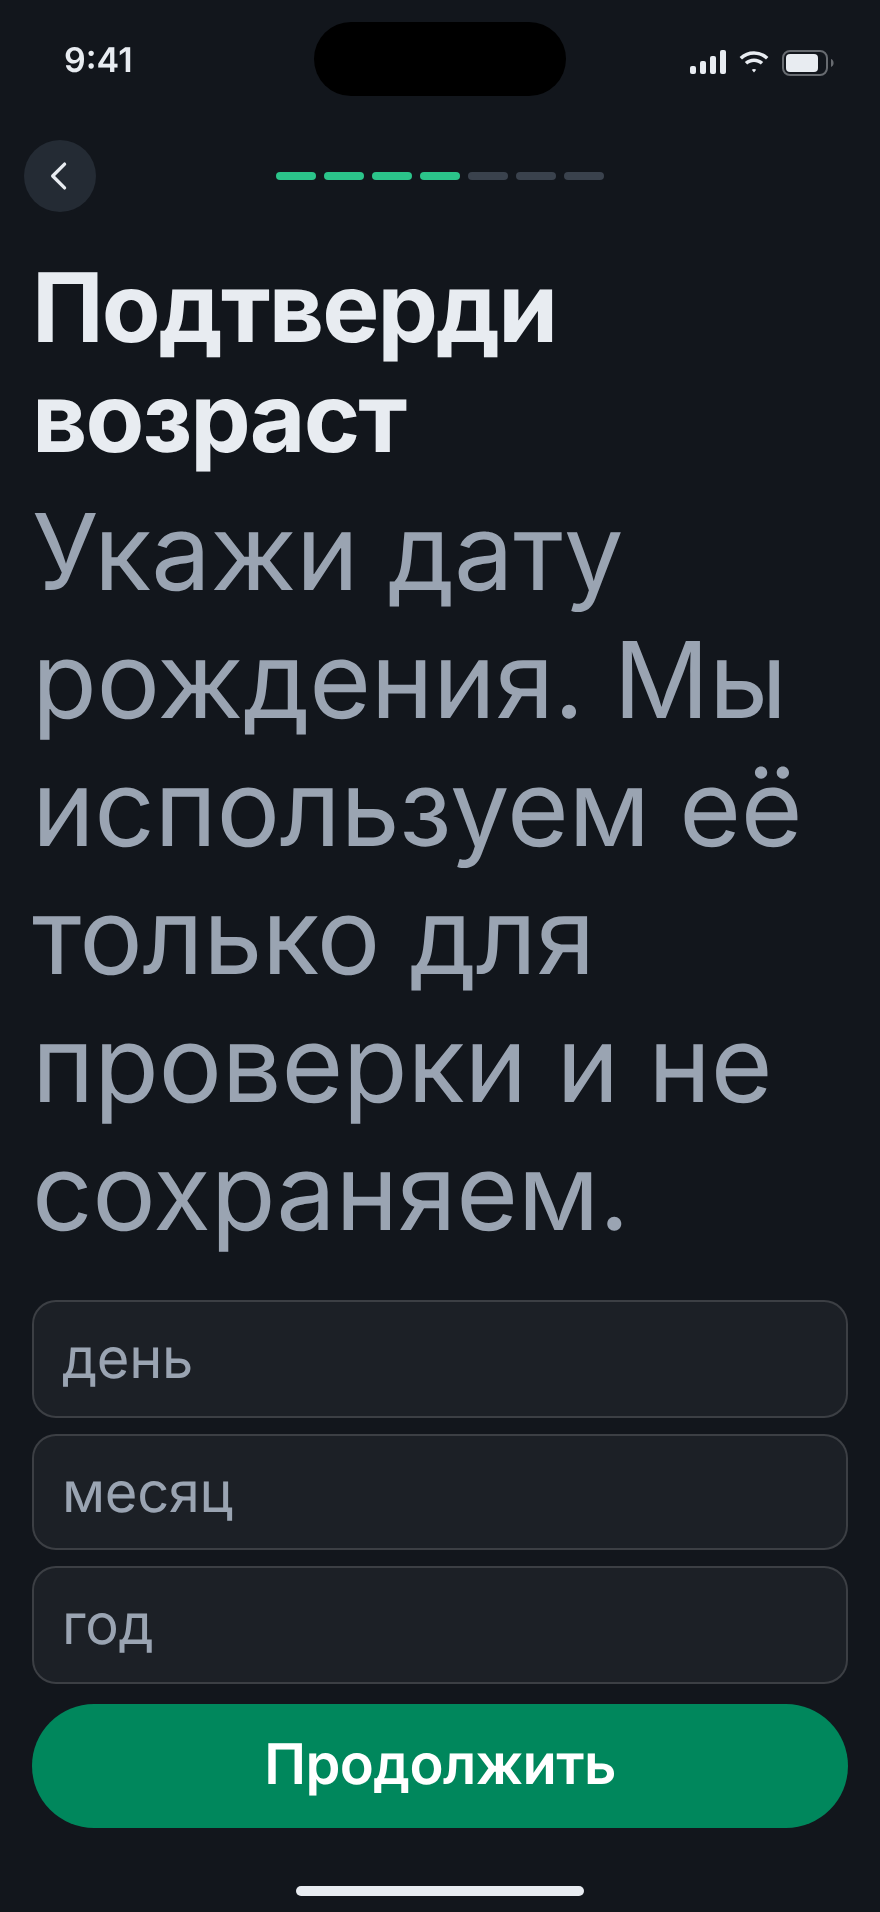 9:41
Подтверди
возраст
Укажи дату
рождения. Мы
используем её
только для
проверки и не
сохраняем.
день
месяц
год
Продолжить